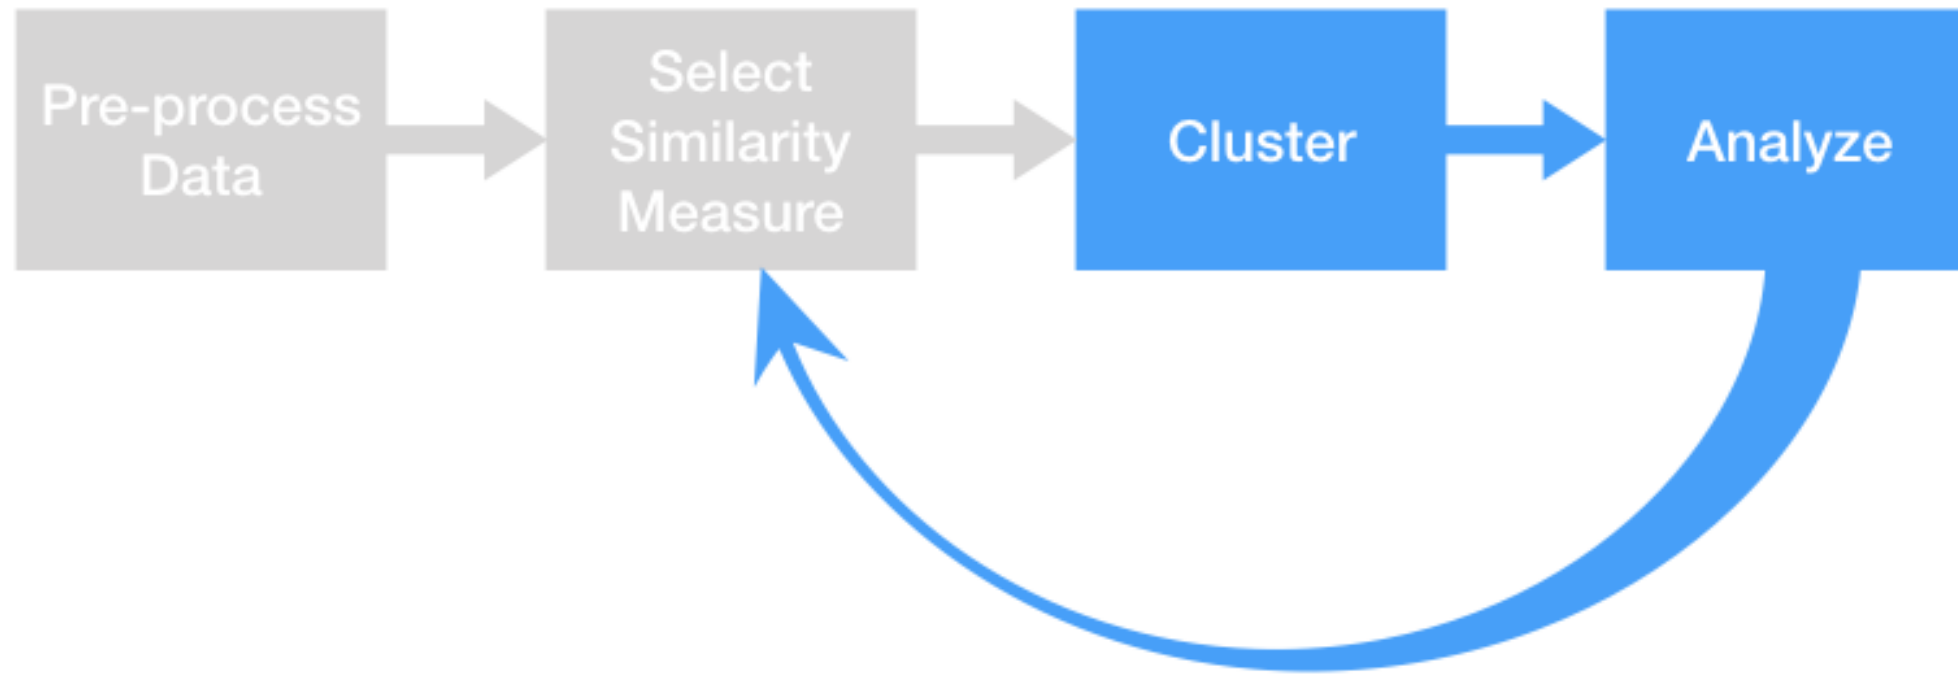 Pre-process
Data
Select
Similarity
Measure
Cluster
Analyze